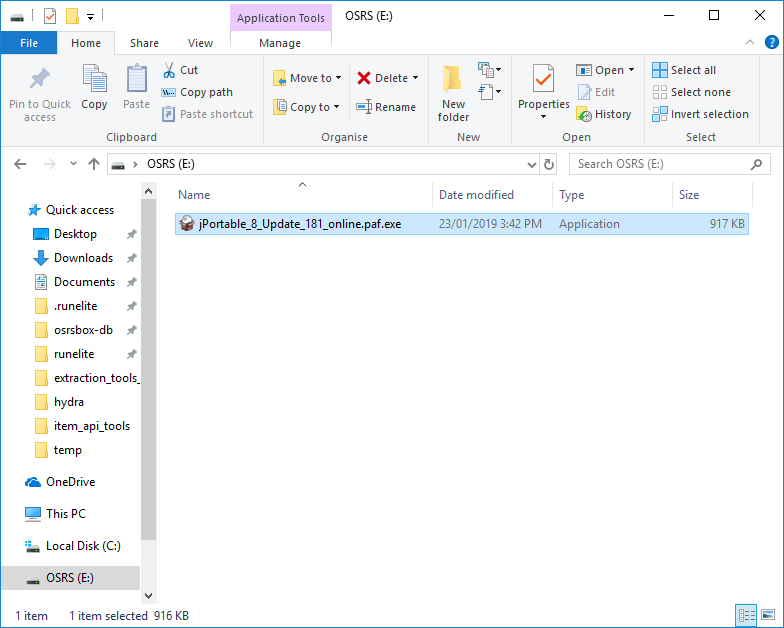 Application Tools OSRS (E:)
File Home Share View Manage
Pin to Quick access
Copy
Paste
Cut
Copy path
Paste shortcut
Clipboard
Move to
Copy to
Delete
Rename
Organise
New folder
New
Properties
Open
Edit
History
Open
Select all
Select none
Invert selection
Select
OSRS (E:)
Search OSRS (E:)
Quick access
Desktop
Downloads
Documents
.runelite
osrsbox-db
runelite
extraction_tools_
hydra
item_api_tools
temp
OneDrive
This PC
Local Disk (C:)
OSRS (E:)
Name Date modified Type Size
jPortable_8_Update_181_online.paf.exe 23/01/2019 3:42 PM Application 917 KB
1 item 1 item selected 916 KB